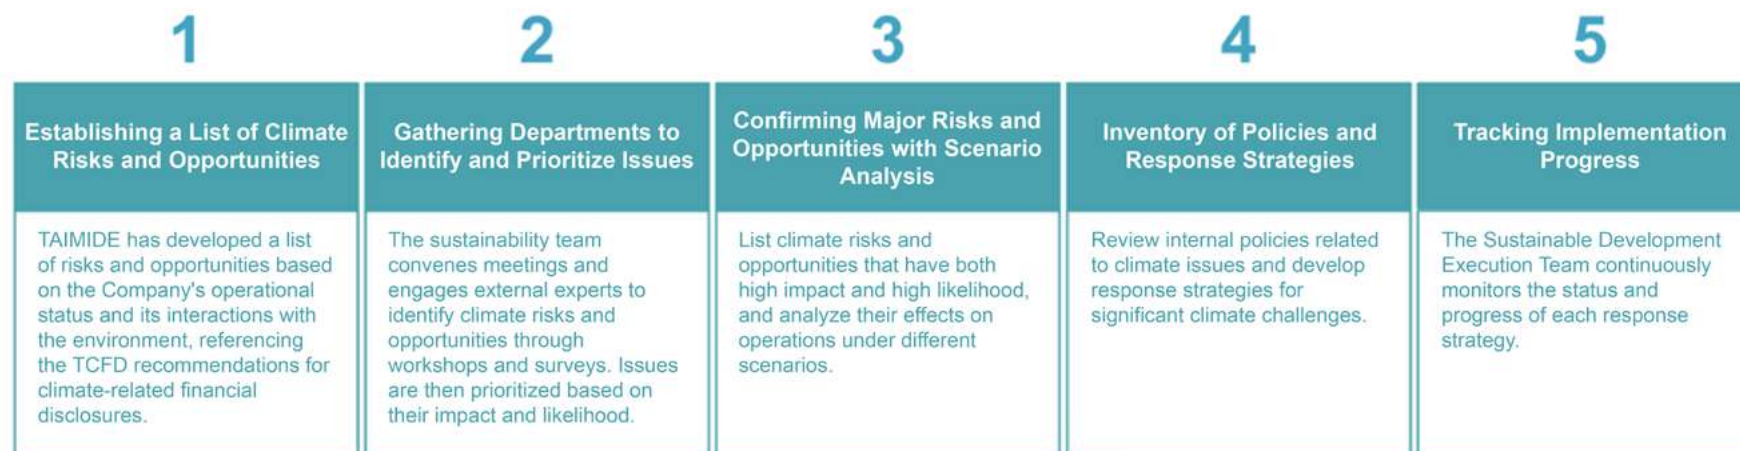 1
Establishing a List of Climate
Risks and Opportunities
TAIMIDE has developed a list
of risks and opportunities based
on the Company's operational
status and its interactions with
the environment, referencing
the TCFD recommendations for
climate-related financial
disclosures.
2
Gathering Departments to
Identify and Prioritize Issues
The sustainability team
convenes meetings and
engages external experts to
identify climate risks and
opportunities through
workshops and surveys. Issues
are then prioritized based on
their impact and likelihood.
3
Confirming Major Risks and
Opportunities with Scenario
Analysis
List climate risks and
opportunities that have both
high impact and high likelihood,
and analyze their effects on
operations under different
scenarios.
4
Inventory of Policies and
Response Strategies
Review internal policies related
to climate issues and develop
response strategies for
significant climate challenges.
5
Tracking Implementation
Progress
The Sustainable Development
Execution Team continuously
monitors the status and
progress of each response
strategy.